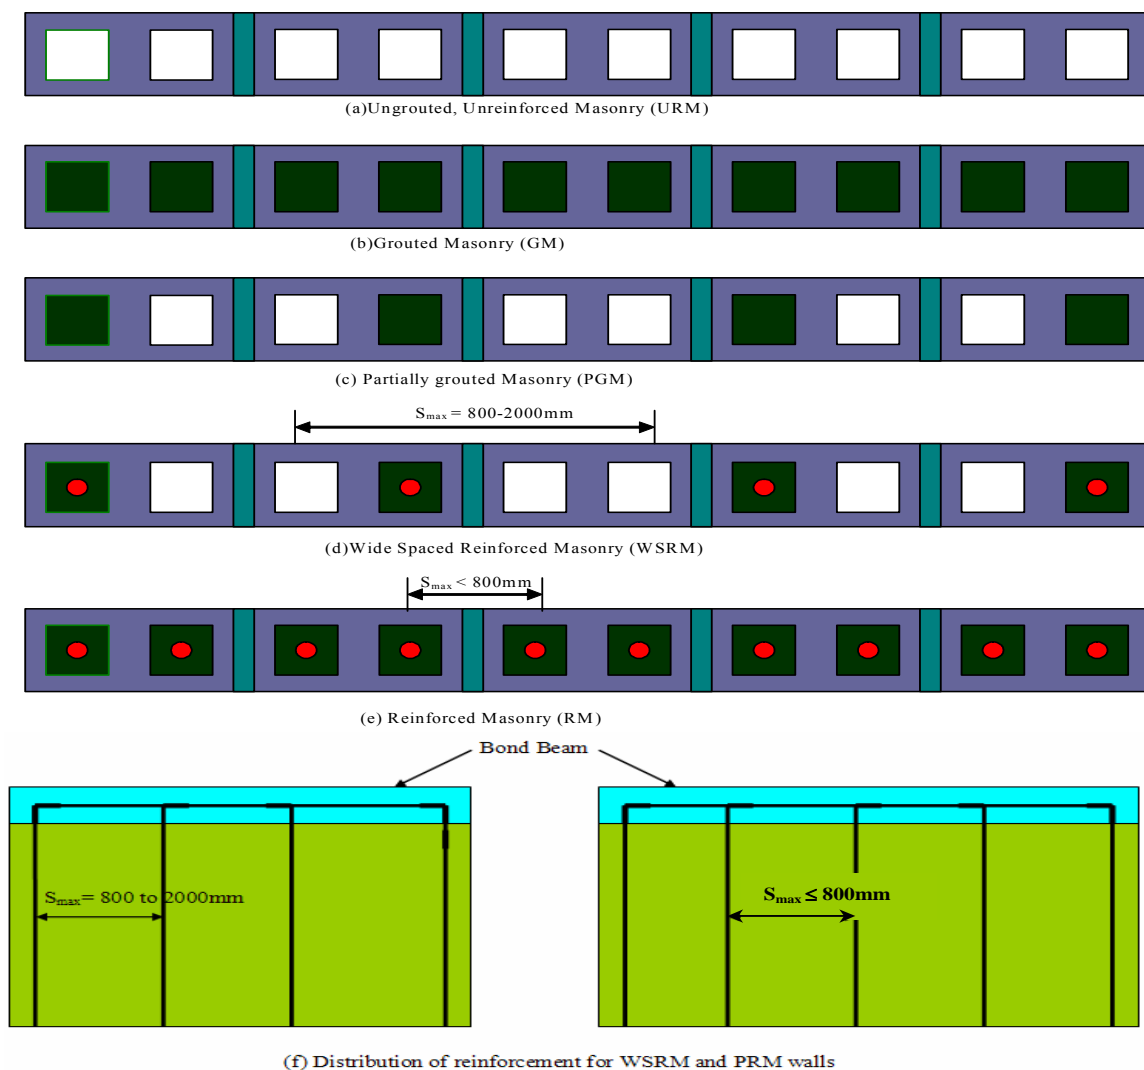 (a)Ungrouted, Unreinforced Masonry (URM)
(b)Grouted Masonry (GM)
(c) Partially grouted Masonry (PGM)
Smax = 800-2000mm
(d)Wide Spaced Reinforced Masonry (WSRM)
Smax < 800mm
(e) Reinforced Masonry (RM)
Bond Beam
Smax= 800 to 2000mm
Smax ≤ 800mm
(f) Distribution of reinforcement for WSRM and PRM walls